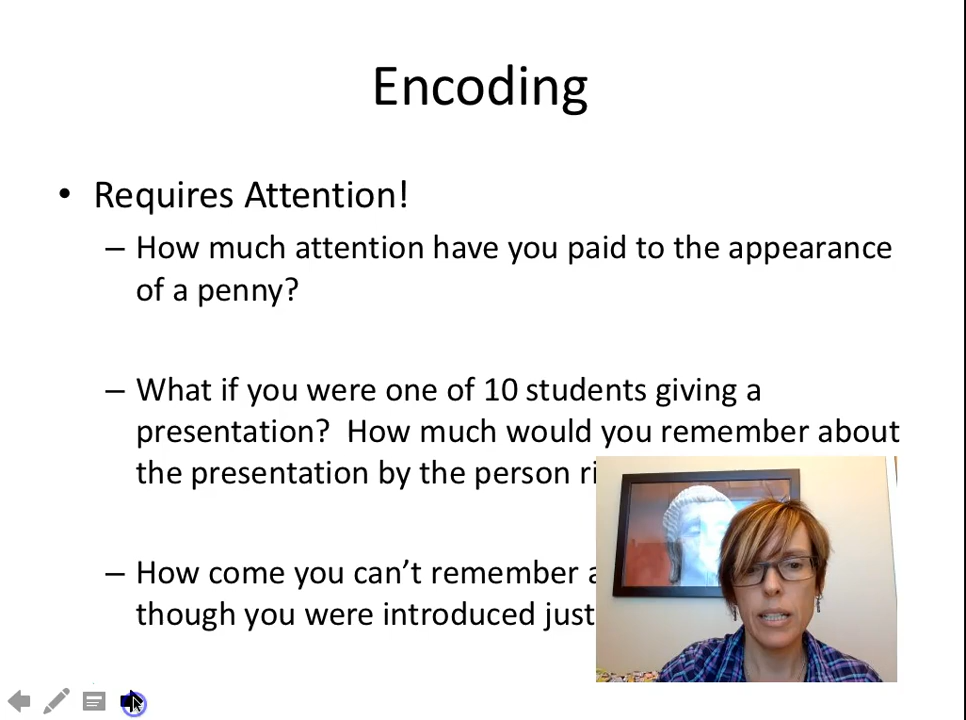 Encoding
• Requires Attention!
– How much attention have you paid to the appearance
of a penny?
– What if you were one of 10 students giving a
presentation?  How much would you remember about
the presentation by the person
– How come you can't remember
though you were introduced just